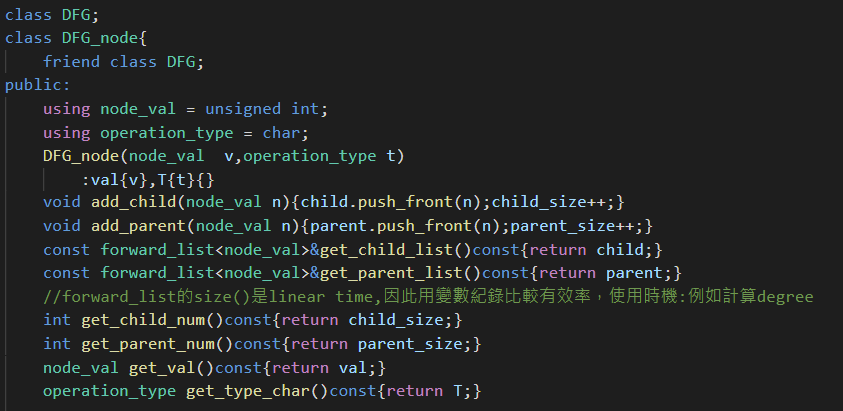 class DFG;
class DFG_node{
    friend class DFG;
public:
    using node_val = unsigned int;
    using operation_type = char;
    DFG_node(node_val  v,operation_type t)
        :val{v},T{t}{}
    void add_child(node_val n){child.push_front(n);child_size++;}
    void add_parent(node_val n){parent.push_front(n);parent_size++;}
    const forward_list<node_val>&get_child_list()const{return child;}
    const forward_list<node_val>&get_parent_list()const{return parent;}
    //forward_list的size()是linear time,因此用變數紀錄比較有效率，使用時機:例如計算degree
    int get_child_num()const{return child_size;}
    int get_parent_num()const{return parent_size;}
    node_val get_val()const{return val;}
    operation_type get_type_char()const{return T;}